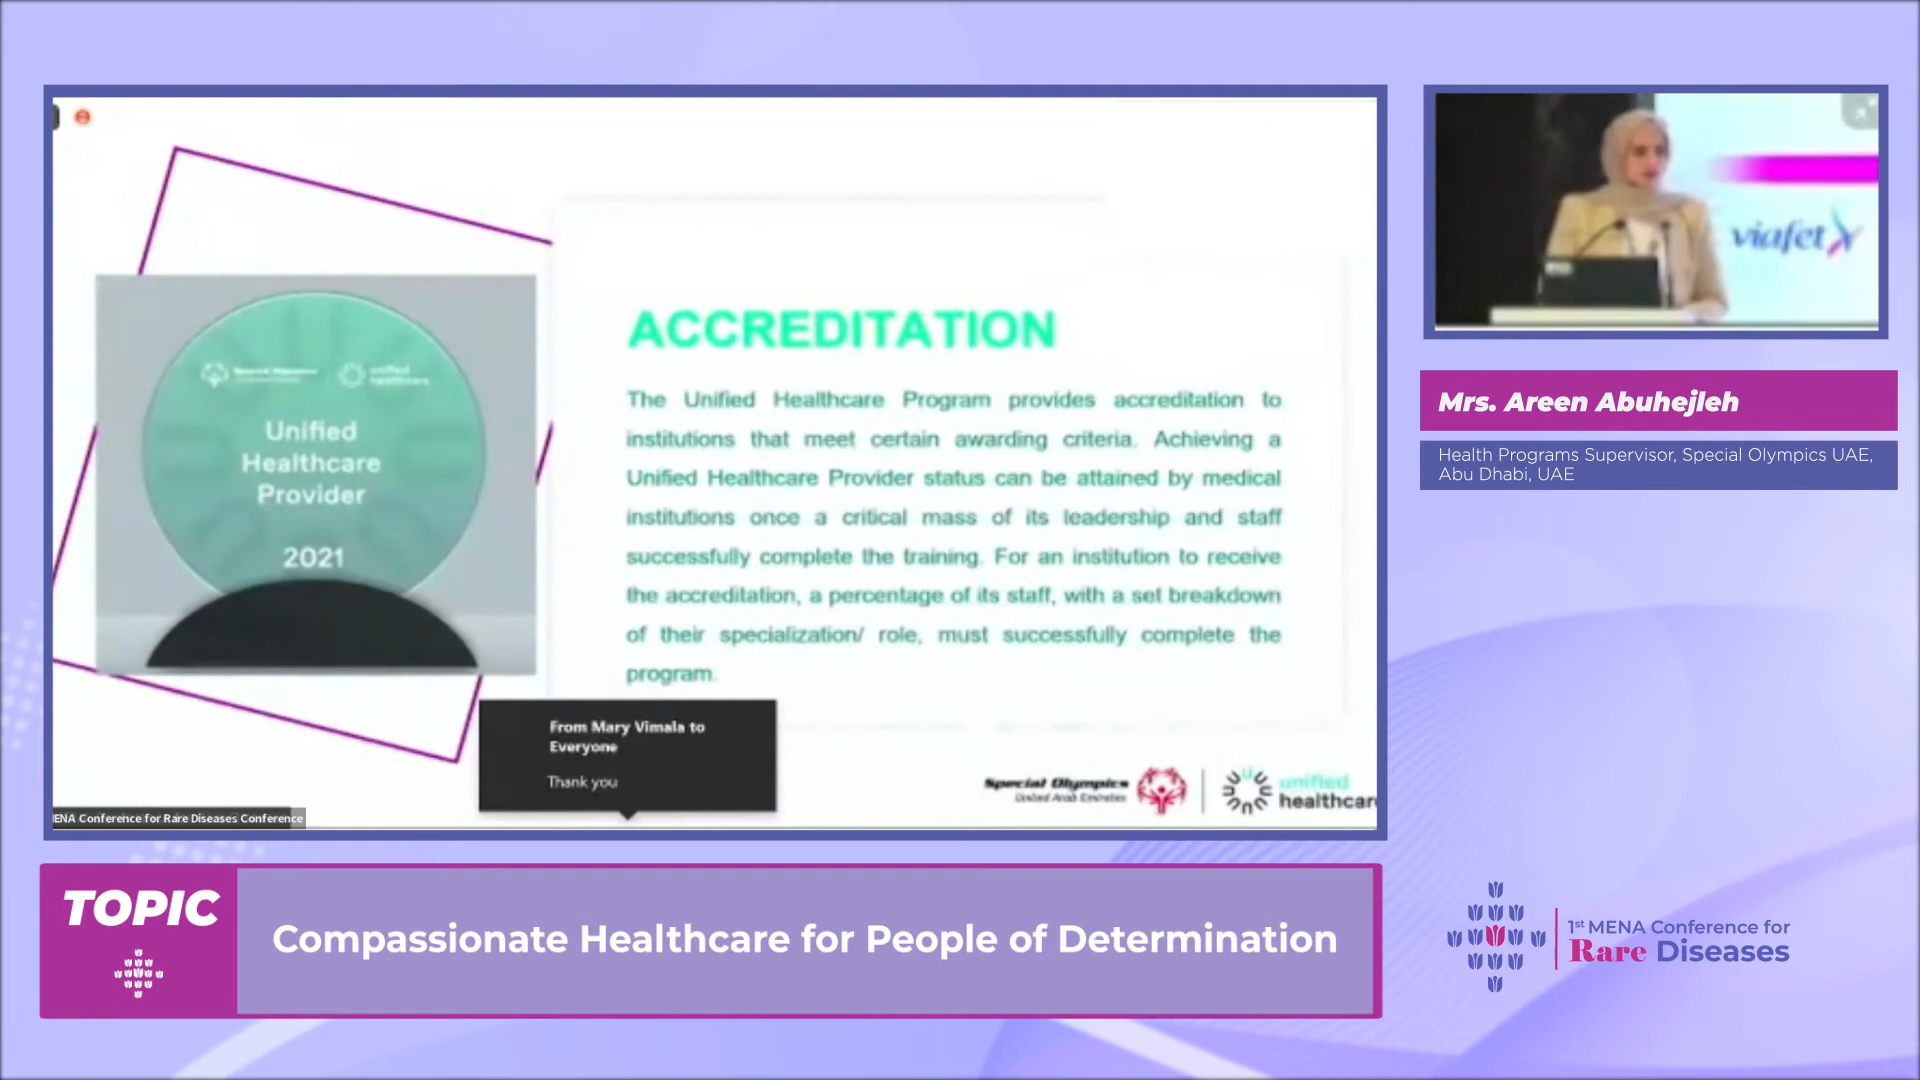 Special Olympics
unified
healthcare
Unified
Healthcare
Provider
2021
ACCREDITATION
The Unified Healthcare Program provides accreditation to
institutions that meet certain awarding criteria. Achieving a
Unified Healthcare Provider status can be attained by medical
institutions once a critical mass of its leadership and staff
successfully complete the training. For an institution to receive
the accreditation, a percentage of its staff, with a set breakdown
of their specialization/ role, must successfully complete the
program.
From Mary Vimala to
Everyone
Thank you
Special Olympics
United Arab Emirates
unified
healthcar
ENA Conference for Rare Diseases Conference
viafet
Mrs. Areen Abuhejleh
Health Programs Supervisor, Special Olympics UAE,
Abu Dhabi, UAE
TOPIC
Compassionate Healthcare for People of Determination
1st MENA Conference for
Rare Diseases